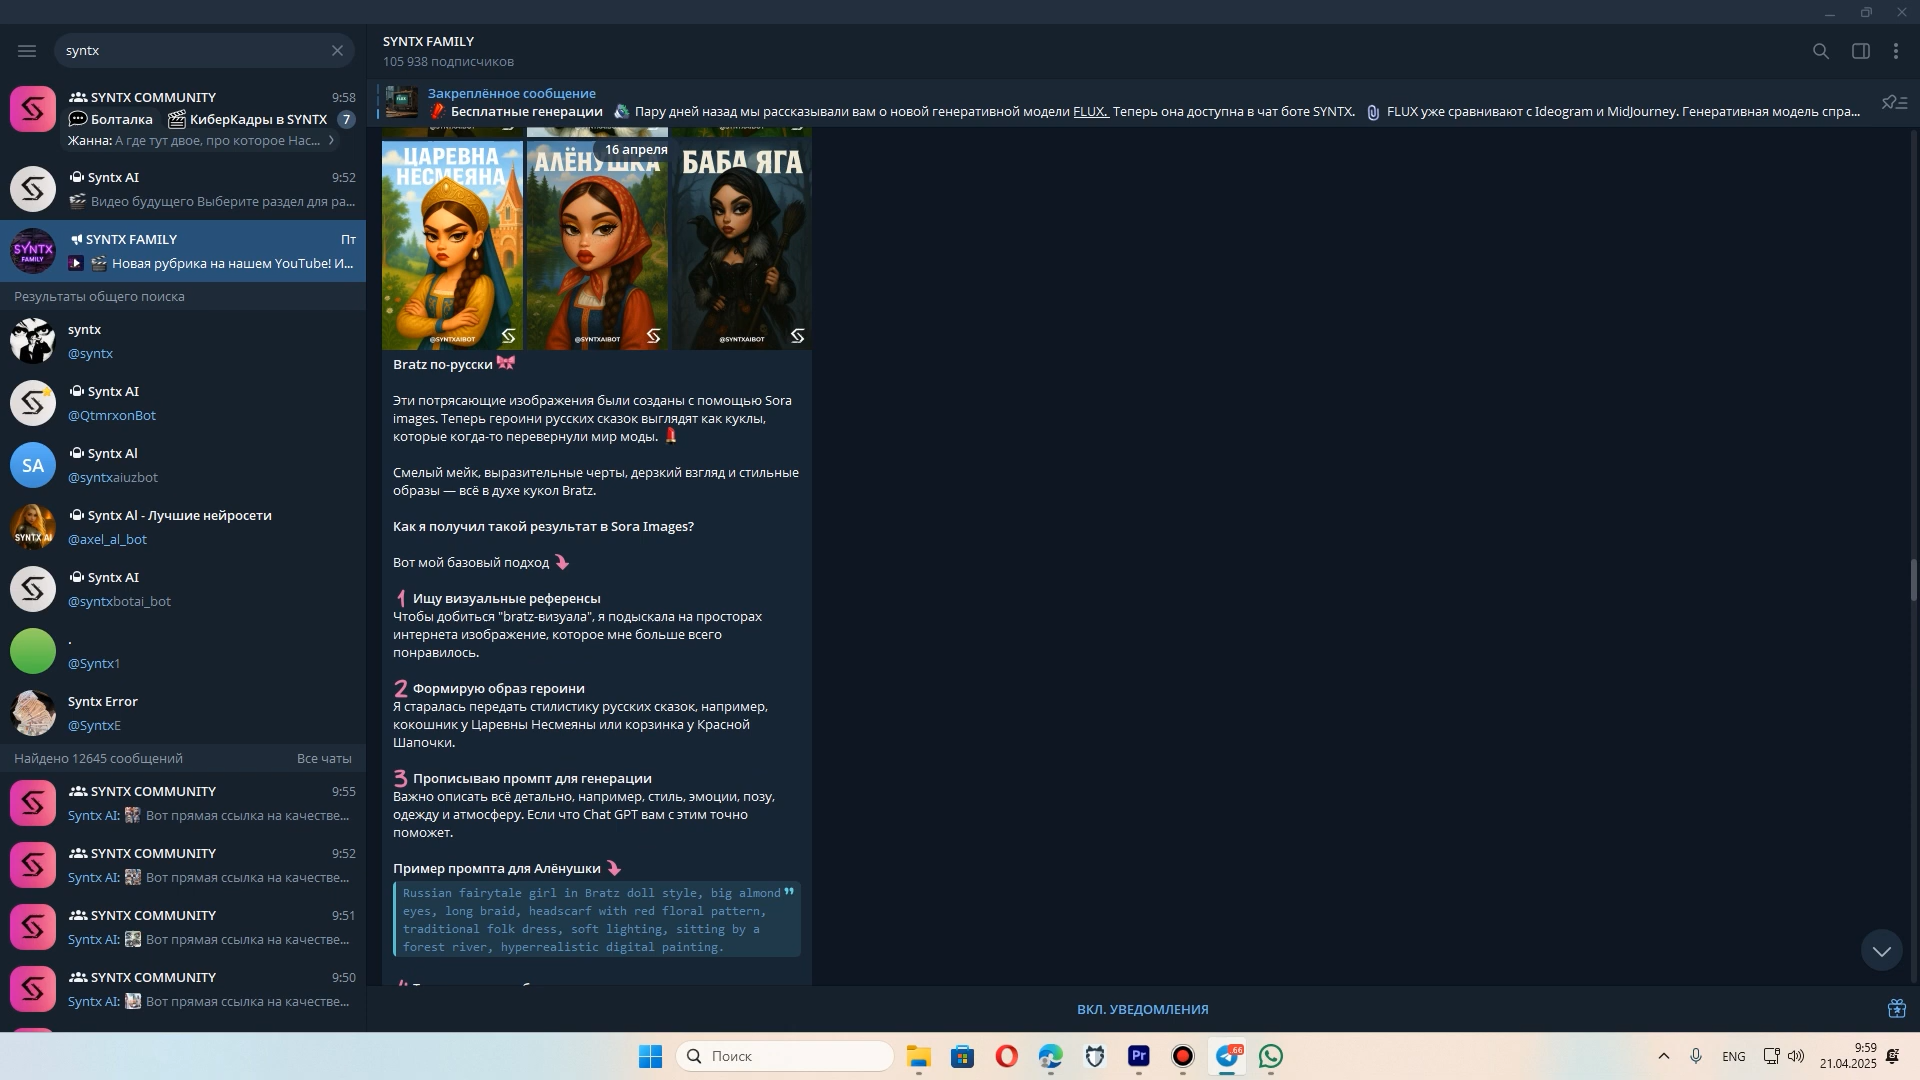 syntx
SYNTX FAMILY
105 938 подписчиков
SYNTX COMMUNITY 9:58
Болталка КиберКадры в SYNTX 7
Жанна: А где тут двое, про которое Нас...
Syntx AI 9:52
Видео будущего Выберите раздел для ра...
SYNTX FAMILY Пт
Новая рубрика на нашем YouTube! И...
Результаты общего поиска
syntx
@syntx
Syntx AI
@QtmrxonBot
SA
Syntx Al
@syntxaiuzbot
Syntx Al - Лучшие нейросети
@axel_al_bot
SYNTX AI
Syntx AI
@syntxbotai_bot
.
@Syntx1
Syntx Error
@SyntxE
Найдено 12645 сообщений Все чаты
SYNTX COMMUNITY 9:55
Syntx AI: Вот прямая ссылка на качестве...
SYNTX COMMUNITY 9:52
Syntx AI: Вот прямая ссылка на качестве...
SYNTX COMMUNITY 9:51
Syntx AI: Вот прямая ссылка на качестве...
SYNTX COMMUNITY 9:50
Syntx AI: Вот прямая ссылка на качестве...
Закреплённое сообщение
Бесплатные генерации Пару дней назад мы рассказывали вам о новой генеративной модели FLUX. Теперь она доступна в чат боте SYNTX. FLUX уже сравнивают с Ideogram и MidJourney. Генеративная модель спра...
16 апреля
ЦАРЕВНА НЕСМЕЯНА
@SYNTXAIBOT
АЛЁНУШКА
@SYNTXAIBOT
БАБА ЯГА
@SYNTXAIBOT
Bratz по-русски
Эти потрясающие изображения были созданы с помощью Sora
images. Теперь героини русских сказок выглядят как куклы,
которые когда-то перевернули мир моды.
Смелый мейк, выразительные черты, дерзкий взгляд и стильные
образы — всё в духе кукол Bratz.
Как я получил такой результат в Sora Images?
Вот мой базовый подход
1 Ищу визуальные референсы
Чтобы добиться "bratz-визуала", я подыскала на просторах
интернета изображение, которое мне больше всего
понравилось.
2 Формирую образ героини
Я старалась передать стилистику русских сказок, например,
кокошник у Царевны Несмеяны или корзинка у Красной
Шапочки.
3 Прописываю промпт для генерации
Важно описать всё детально, например, стиль, эмоции, позу,
одежду и атмосферу. Если что Chat GPT вам с этим точно
поможет.
Пример промпта для Алёнушки
Russian fairytale girl in Bratz doll style, big almond
eyes, long braid, headscarf with red floral pattern,
traditional folk dress, soft lighting, sitting by a
forest river, hyperrealistic digital painting.
ВКЛ. УВЕДОМЛЕНИЯ
Поиск
Pr
66
ENG
9:59
21.04.2025